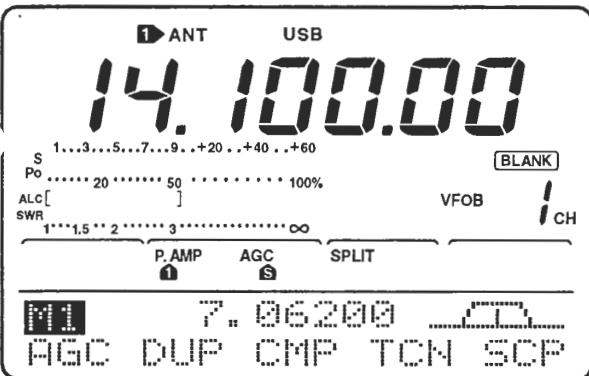 1 ANT USB
14.100.00
S 1...3...5...7...9..+20..+40..+60
BLANK
Po ...... 20 ...... 50 .......... 100%
ALC [ ]
VFOB 1 CH
SWR 1...1.5..2......3............∞
P.AMP AGC SPLIT
1 S
M1 7.06200
AGC DUP CMP TCN SCP